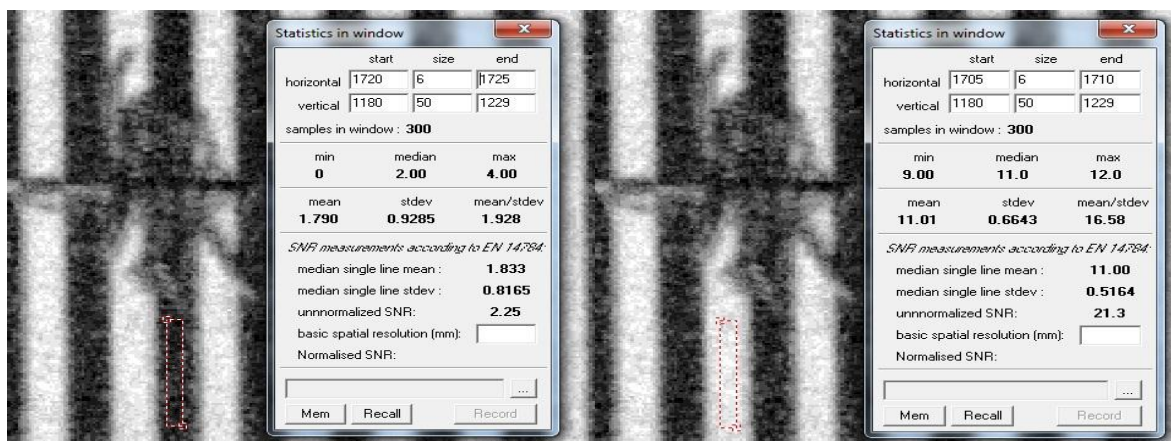 Statistics in window
start size end
horizontal 1720 6 1725
vertical 1180 50 1229
samples in window : 300
min median max
0 2.00 4.00
mean stdev mean/stdev
1.790 0.9285 1.928
SNR measurements according to EN 14784:
median single line mean : 1.833
median single line stdev : 0.8165
unnnormalized SNR: 2.25
basic spatial resolution (mm):
Normalised SNR:
...
Mem Recall Record
Statistics in window
start size end
horizontal 1705 6 1710
vertical 1180 50 1229
samples in window : 300
min median max
9.00 11.0 12.0
mean stdev mean/stdev
11.01 0.6643 16.58
SNR measurements according to EN 14784:
median single line mean : 11.00
median single line stdev : 0.5164
unnnormalized SNR: 21.3
basic spatial resolution (mm):
Normalised SNR:
...
Mem Recall Record